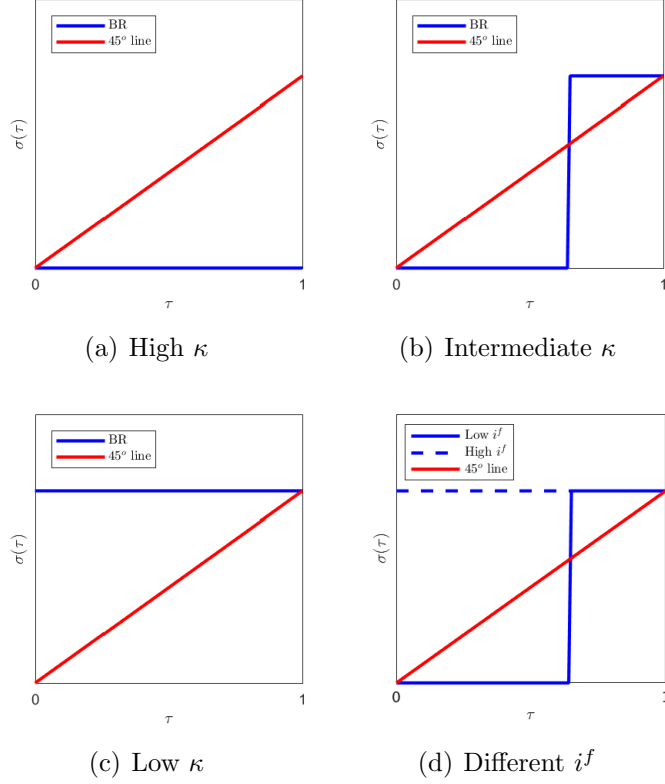 BR
45° line
σ(τ)
0
1
τ
(a) High κ
BR
45° line
σ(τ)
0
1
τ
(b) Intermediate κ
BR
45° line
σ(τ)
0
1
τ
(c) Low κ
Low i^f
High i^f
45° line
σ(τ)
0
1
τ
(d) Different i^f